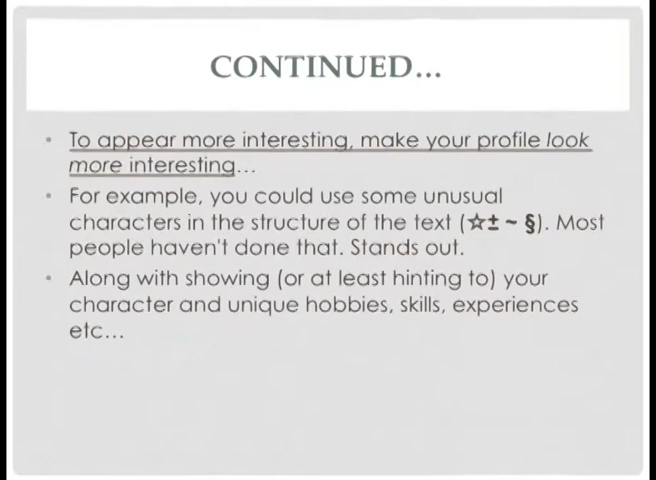 CONTINUED...
• To appear more interesting, make your profile look
more interesting...
• For example, you could use some unusual
characters in the structure of the text (☆± ~ §). Most
people haven't done that. Stands out.
• Along with showing (or at least hinting to) your
character and unique hobbies, skills, experiences
etc...